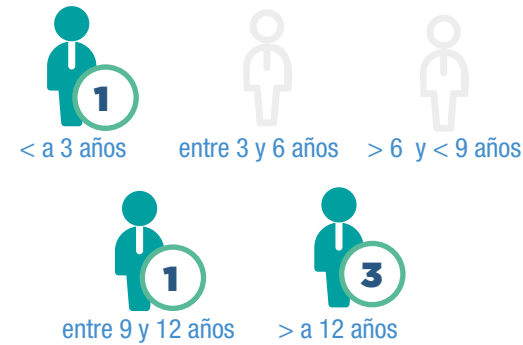 1
< a 3 años
entre 3 y 6 años
> 6 y < 9 años
1
3
entre 9 y 12 años
> a 12 años